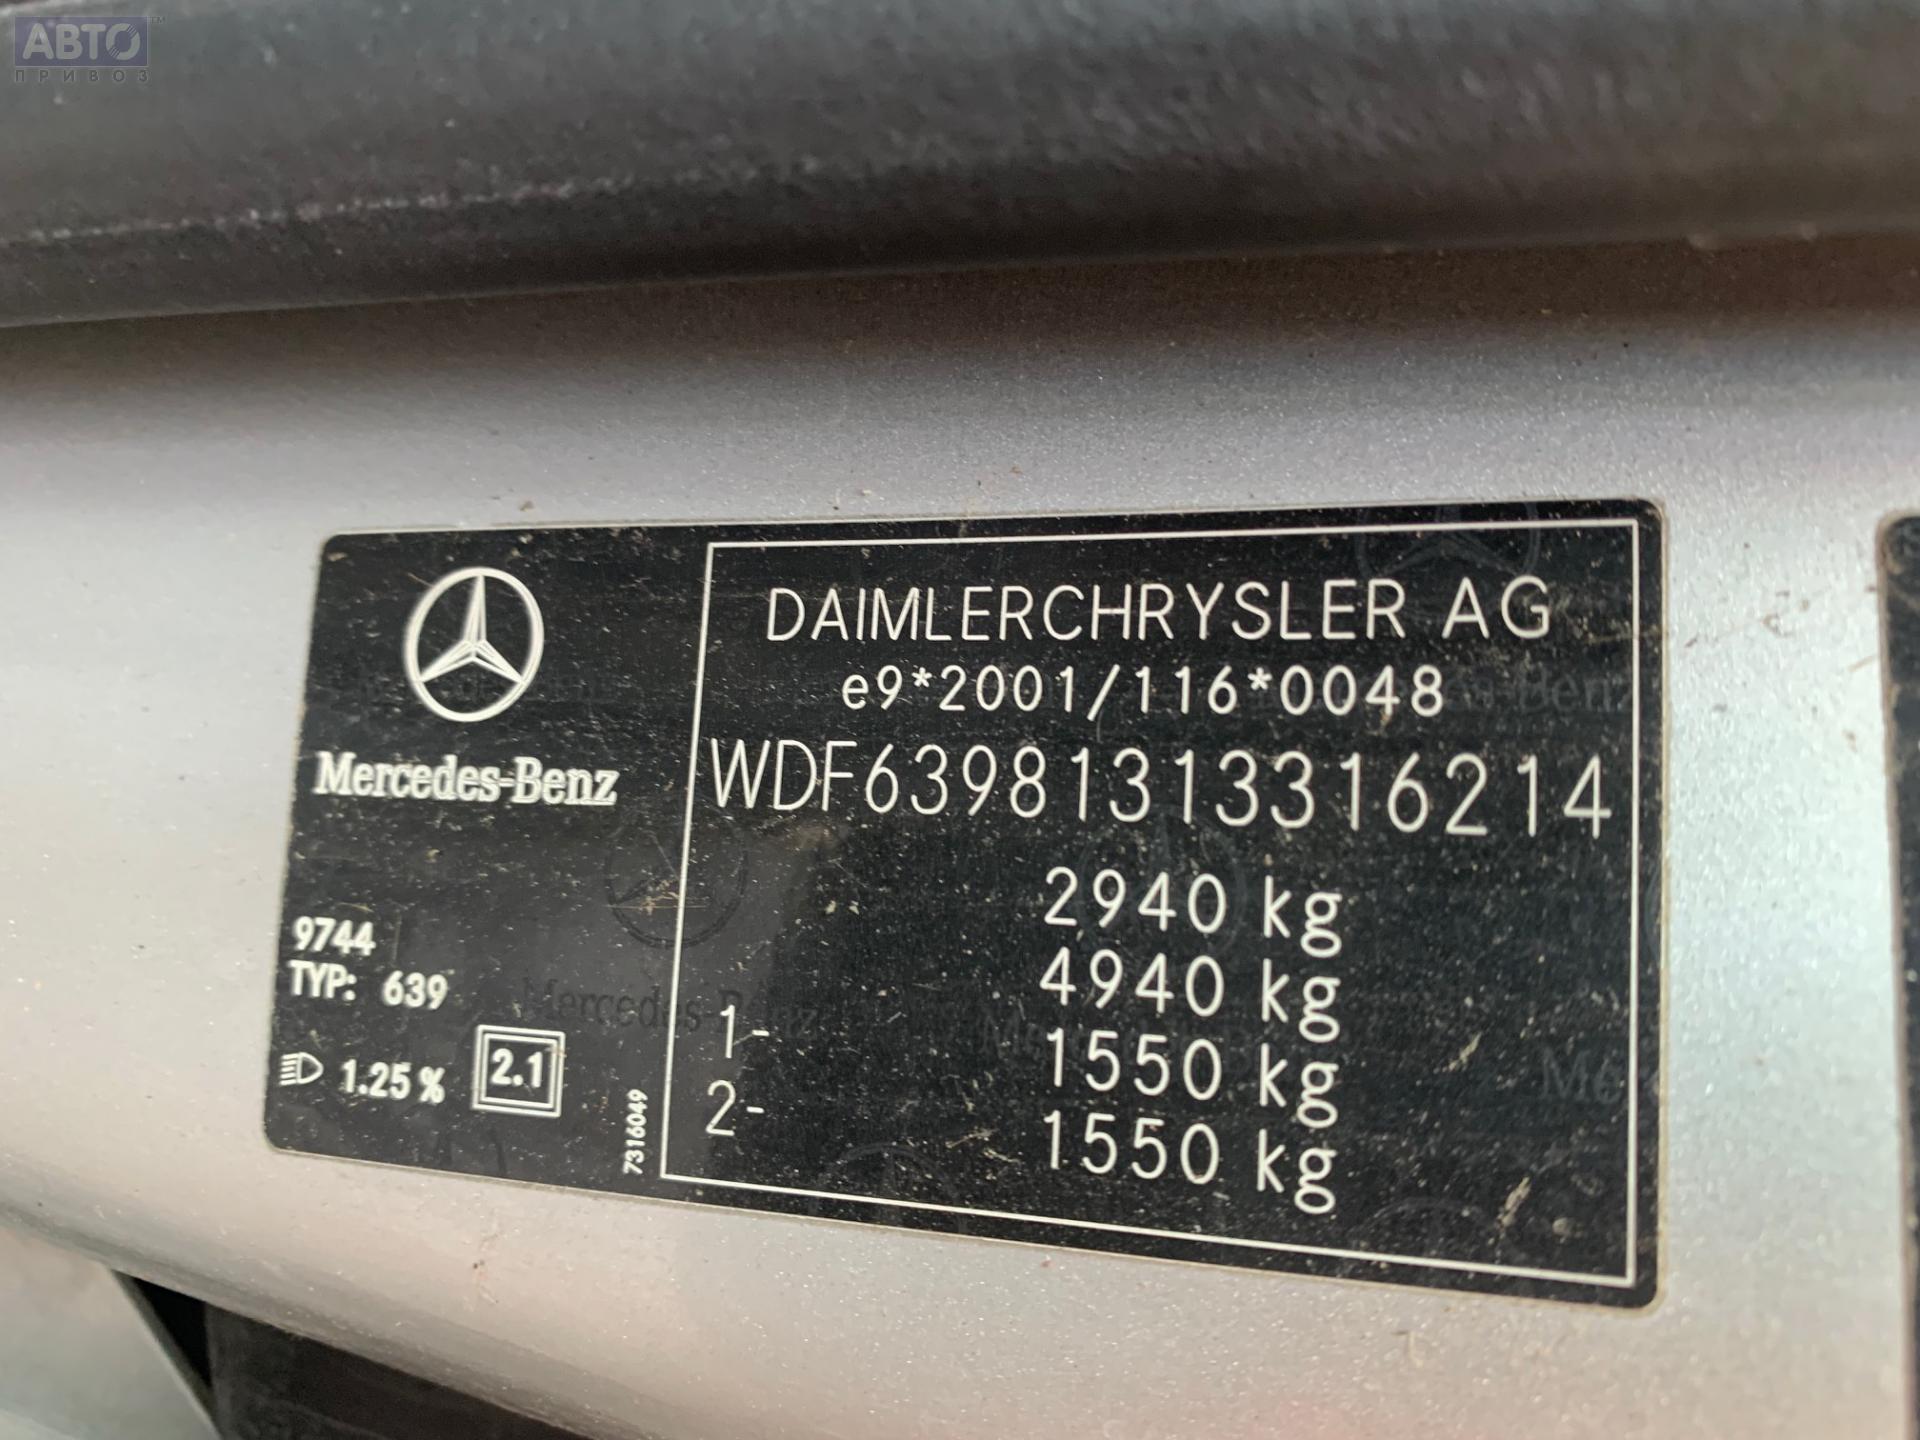 АВТО™
ПРИВОЗ
Mercedes-Benz
9744
TYP: 639
1.25 %
2.1
7316049
DAIMLERCHRYSLER AG
e9*2001/116*0048
WDF63981313316214
2940 kg
4940 kg
1- 1550 kg
2- 1550 kg